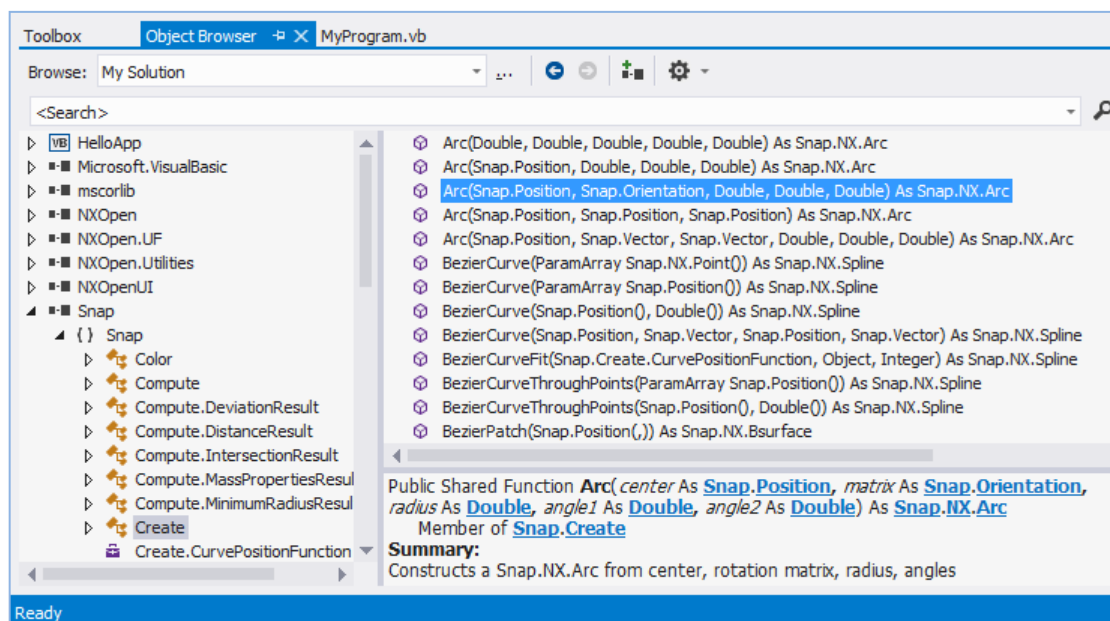 Toolbox Object Browser MyProgram.vb
Browse: My Solution ...
<Search>
VB HelloApp
Microsoft.VisualBasic
mscorlib
NXOpen
NXOpen.UF
NXOpen.Utilities
NXOpenUI
Snap
{} Snap
Color
Compute
Compute.DeviationResult
Compute.DistanceResult
Compute.IntersectionResult
Compute.MassPropertiesResul
Compute.MinimumRadiusResul
Create
Create.CurvePositionFunction
Arc(Double, Double, Double, Double, Double) As Snap.NX.Arc
Arc(Snap.Position, Double, Double, Double) As Snap.NX.Arc
Arc(Snap.Position, Snap.Orientation, Double, Double, Double) As Snap.NX.Arc
Arc(Snap.Position, Snap.Position, Snap.Position) As Snap.NX.Arc
Arc(Snap.Position, Snap.Vector, Snap.Vector, Double, Double, Double) As Snap.NX.Arc
BezierCurve(ParamArray Snap.NX.Point()) As Snap.NX.Spline
BezierCurve(ParamArray Snap.Position()) As Snap.NX.Spline
BezierCurve(Snap.Position(), Double()) As Snap.NX.Spline
BezierCurve(Snap.Position, Snap.Vector, Snap.Position, Snap.Vector) As Snap.NX.Spline
BezierCurveFit(Snap.Create.CurvePositionFunction, Object, Integer) As Snap.NX.Spline
BezierCurveThroughPoints(ParamArray Snap.Position()) As Snap.NX.Spline
BezierCurveThroughPoints(Snap.Position(), Double()) As Snap.NX.Spline
BezierPatch(Snap.Position(,)) As Snap.NX.Bsurface
Public Shared Function Arc(center As Snap.Position, matrix As Snap.Orientation,
radius As Double, angle1 As Double, angle2 As Double) As Snap.NX.Arc
Member of Snap.Create
Summary:
Constructs a Snap.NX.Arc from center, rotation matrix, radius, angles
Ready